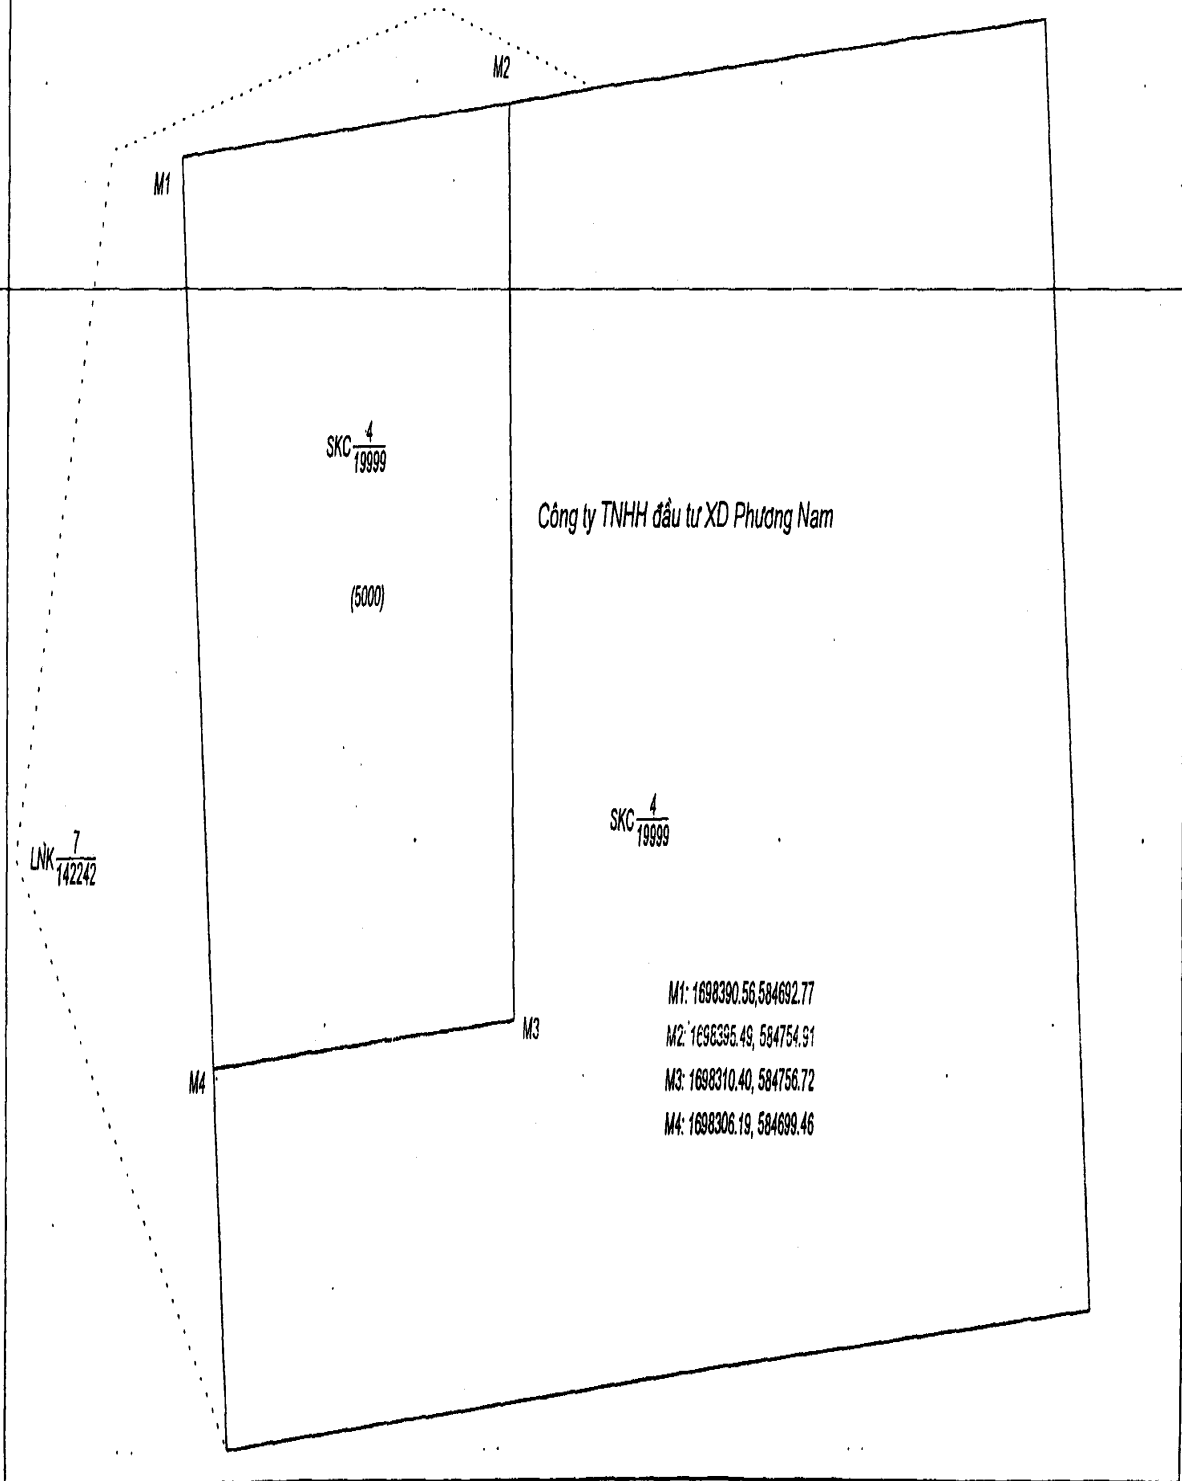 M2
M1
SKC 4/19999
Công ty TNHH đầu tư XD Phương Nam
(5000)
SKC 4/19999
LNK 7/142242
M1: 1698390.56,584692.77
M3
M2: 1698395.49, 584754.91
M4
M3: 1698310.40, 584756.72
M4: 1698306.19, 584699.46